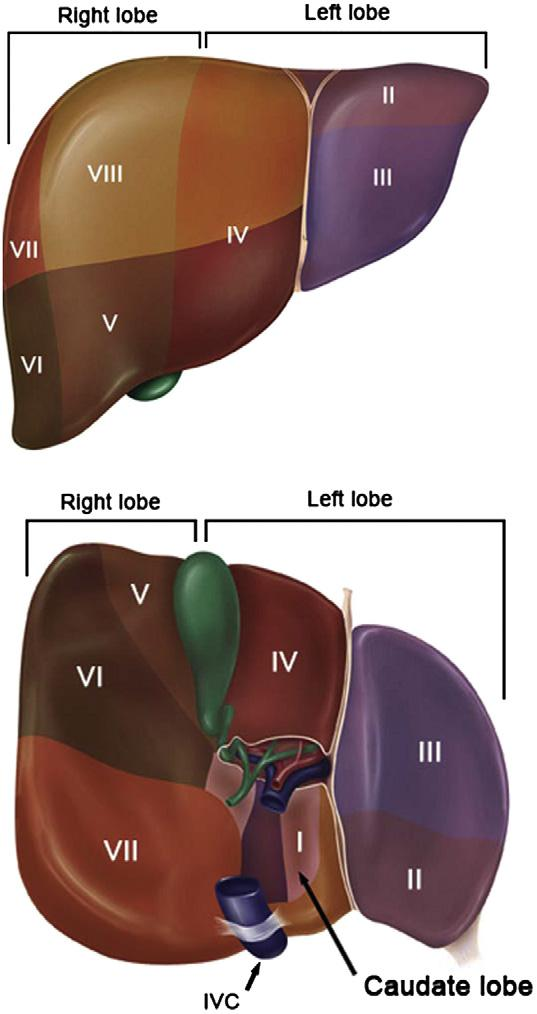 Right lobe Left lobe
II
VIII
III
IV
VII
V
VI
Right lobe Left lobe
V
IV
VI
III
I
VII
II
Caudate lobe
IVC